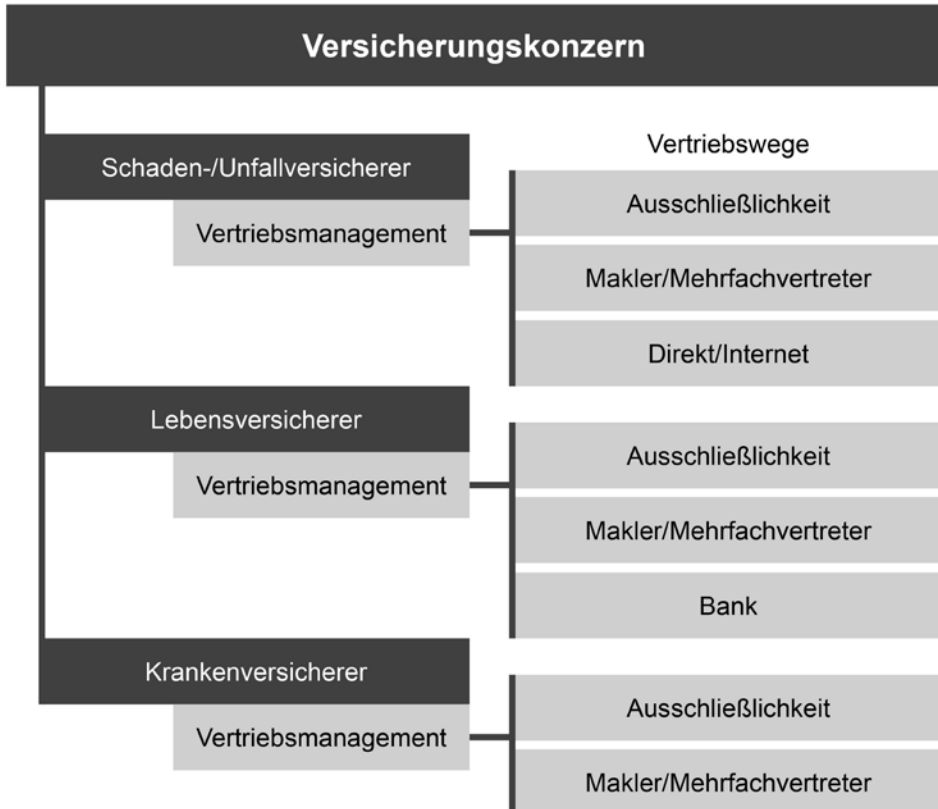 Versicherungskonzern
Schaden-/Unfallversicherer
Vertriebsmanagement
Vertriebswege
Ausschließlichkeit
Makler/Mehrfachvertreter
Direkt/Internet
Lebensversicherer
Vertriebsmanagement
Ausschließlichkeit
Makler/Mehrfachvertreter
Bank
Krankenversicherer
Vertriebsmanagement
Ausschließlichkeit
Makler/Mehrfachvertreter